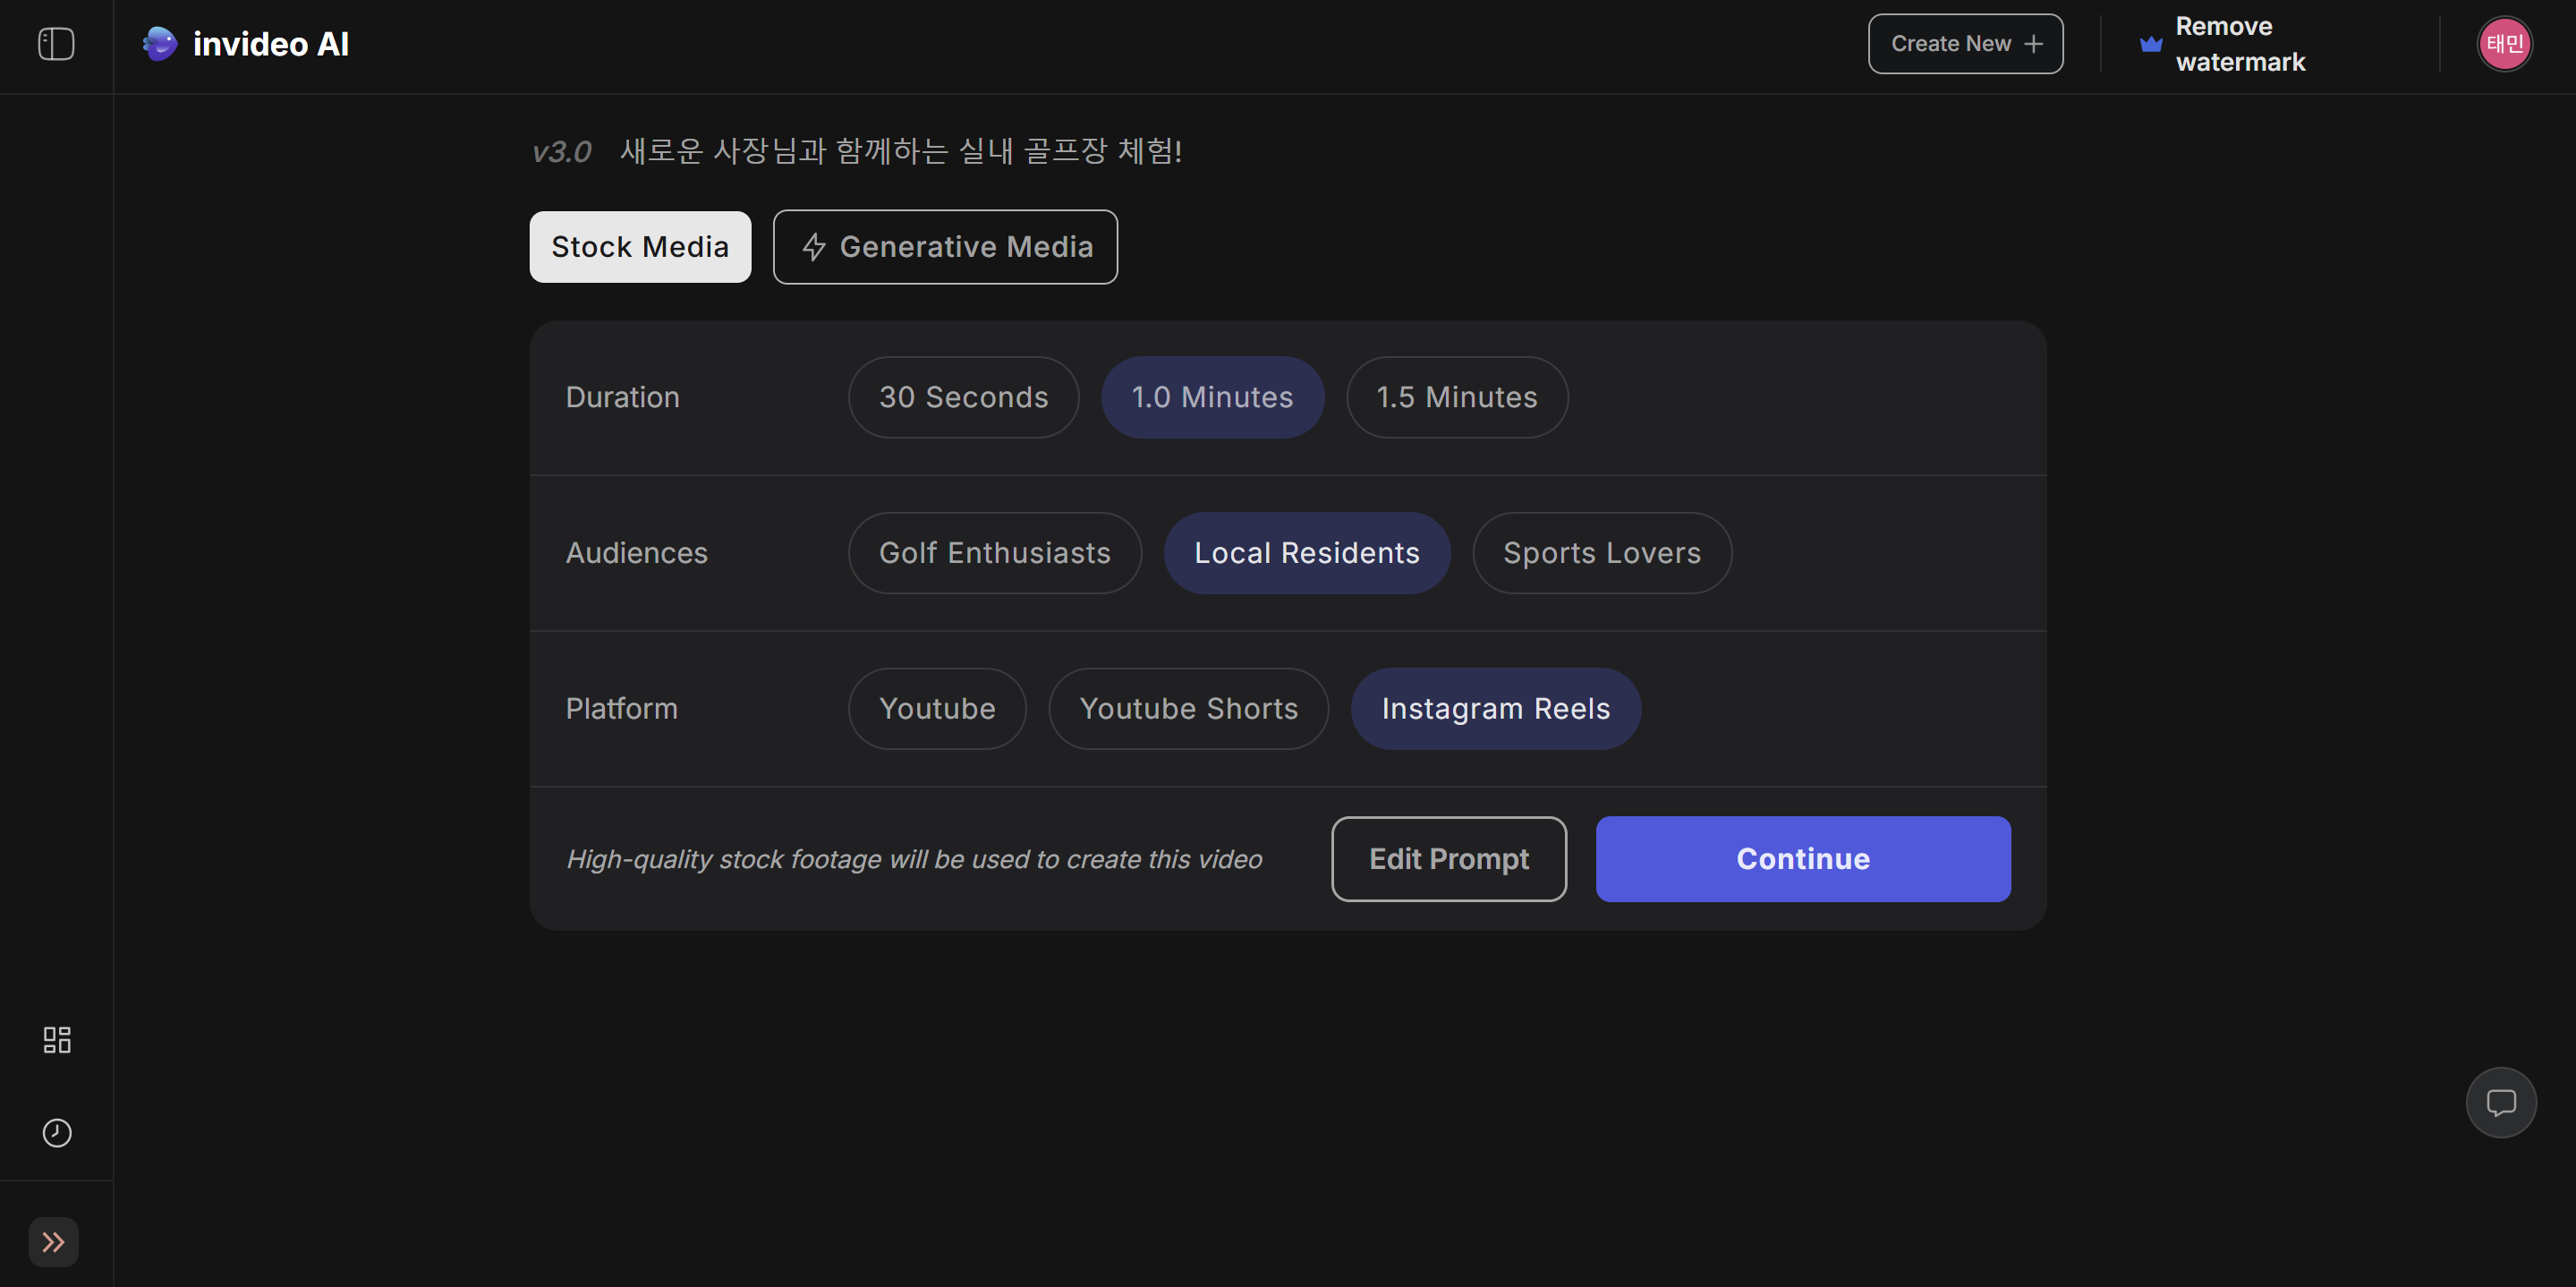 invideo AI
Create New
Remove
watermark
태민
v3.0 새로운 사장님과 함께하는 실내 골프장 체험!
Stock Media
Generative Media
Duration
30 Seconds
1.0 Minutes
1.5 Minutes
Audiences
Golf Enthusiasts
Local Residents
Sports Lovers
Platform
Youtube
Youtube Shorts
Instagram Reels
High-quality stock footage will be used to create this video
Edit Prompt
Continue